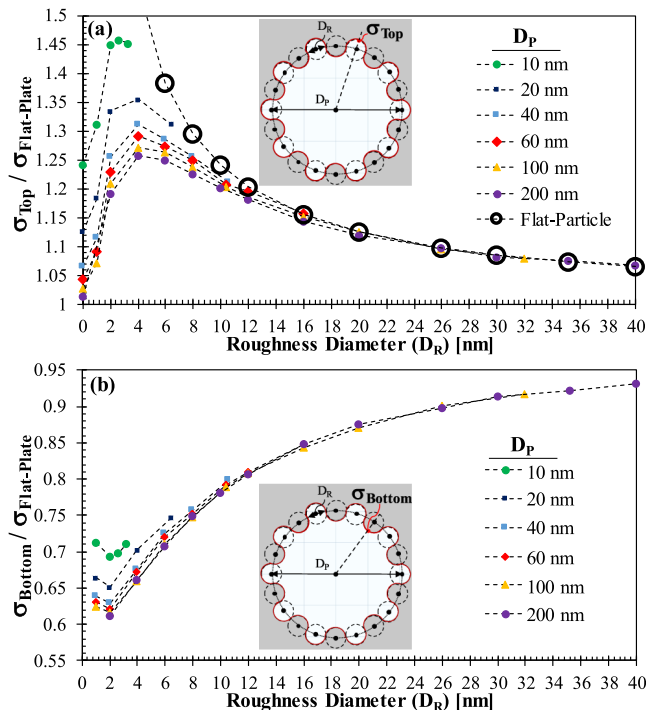 (a)
σTop / σFlat-Plate
1.5
1.45
1.4
1.35
1.3
1.25
1.2
1.15
1.1
1.05
1
DR
σTop
DP
DP
10 nm
20 nm
40 nm
60 nm
100 nm
200 nm
Flat-Particle
0 2 4 6 8 10 12 14 16 18 20 22 24 26 28 30 32 34 36 38 40
Roughness Diameter (DR) [nm]
(b)
σBottom / σFlat-Plate
0.95
0.9
0.85
0.8
0.75
0.7
0.65
0.6
0.55
DR
σBottom
DP
DP
10 nm
20 nm
40 nm
60 nm
100 nm
200 nm
0 2 4 6 8 10 12 14 16 18 20 22 24 26 28 30 32 34 36 38 40
Roughness Diameter (DR) [nm]